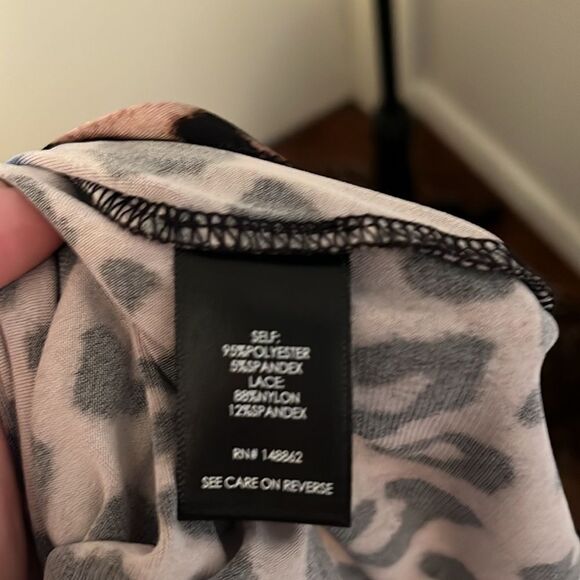 SELF:
95%POLYESTER
5%SPANDEX
LACE:
88%NYLON
12%SPANDEX
RN# 148862
SEE CARE ON REVERSE